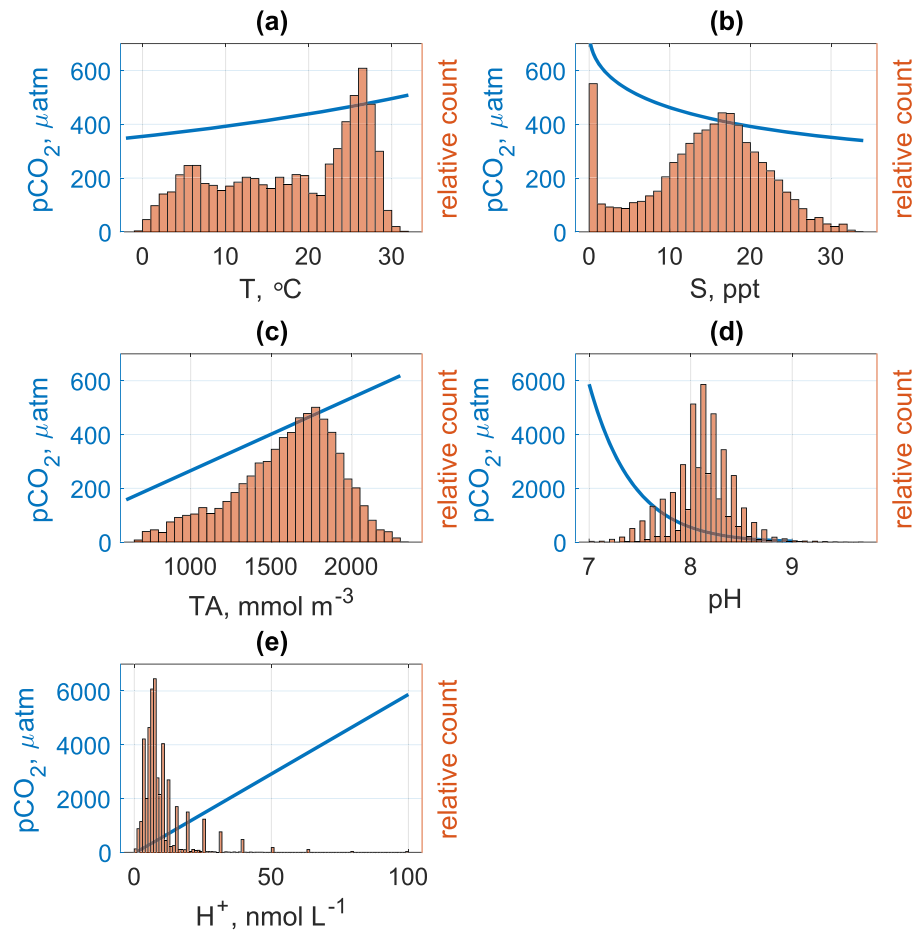 (a)
pCO2, μatm
600
400
200
0
0
10
20
30
T, °C
relative count
(b)
pCO2, μatm
600
400
200
0
0
10
20
30
S, ppt
relative count
(c)
pCO2, μatm
600
400
200
0
1000
1500
2000
TA, mmol m-3
relative count
(d)
pCO2, μatm
6000
4000
2000
0
7
8
9
pH
relative count
(e)
pCO2, μatm
6000
4000
2000
0
0
50
100
H+, nmol L-1
relative count